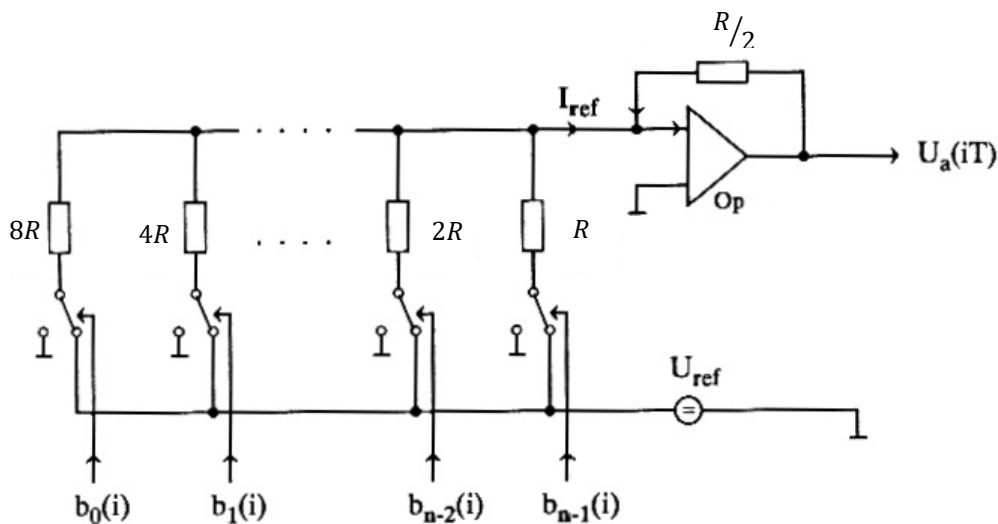 R/2
I_ref
U_a(iT)
Op
8R
4R
2R
R
U_ref
=
b_0(i)
b_1(i)
b_n-2(i)
b_n-1(i)